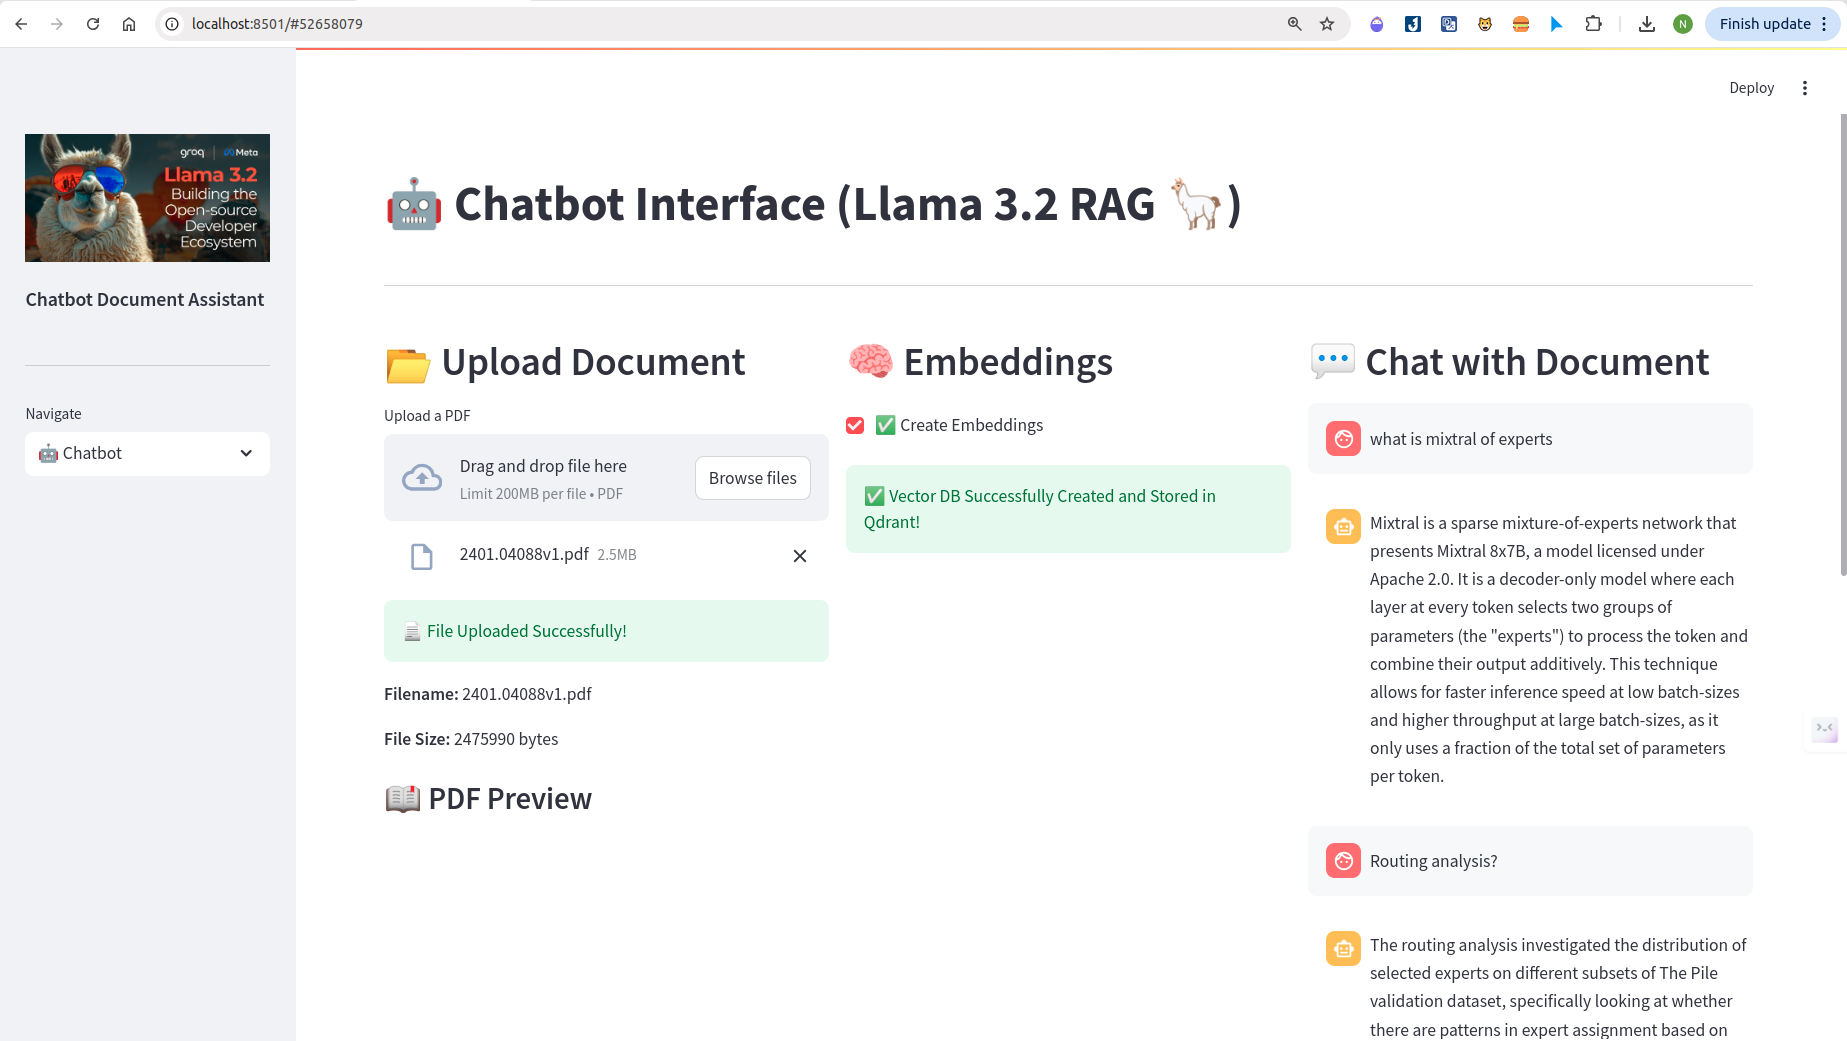 localhost:8501/#52658079
N
Finish update
Deploy
groq | Meta
Llama 3.2
Building the
Open-source
Developer
Ecosystem
Chatbot Document Assistant
Navigate
🤖 Chatbot
🤖 Chatbot Interface (Llama 3.2 RAG 🦙)
📂 Upload Document
Upload a PDF
Drag and drop file here
Limit 200MB per file • PDF
Browse files
2401.04088v1.pdf 2.5MB
📄 File Uploaded Successfully!
Filename: 2401.04088v1.pdf
File Size: 2475990 bytes
📖 PDF Preview
🧠 Embeddings
✅ Create Embeddings
✅ Vector DB Successfully Created and Stored in
Qdrant!
💬 Chat with Document
what is mixtral of experts
Mixtral is a sparse mixture-of-experts network that
presents Mixtral 8x7B, a model licensed under
Apache 2.0. It is a decoder-only model where each
layer at every token selects two groups of
parameters (the "experts") to process the token and
combine their output additively. This technique
allows for faster inference speed at low batch-sizes
and higher throughput at large batch-sizes, as it
only uses a fraction of the total set of parameters
per token.
Routing analysis?
The routing analysis investigated the distribution of
selected experts on different subsets of The Pile
validation dataset, specifically looking at whether
there are patterns in expert assignment based on